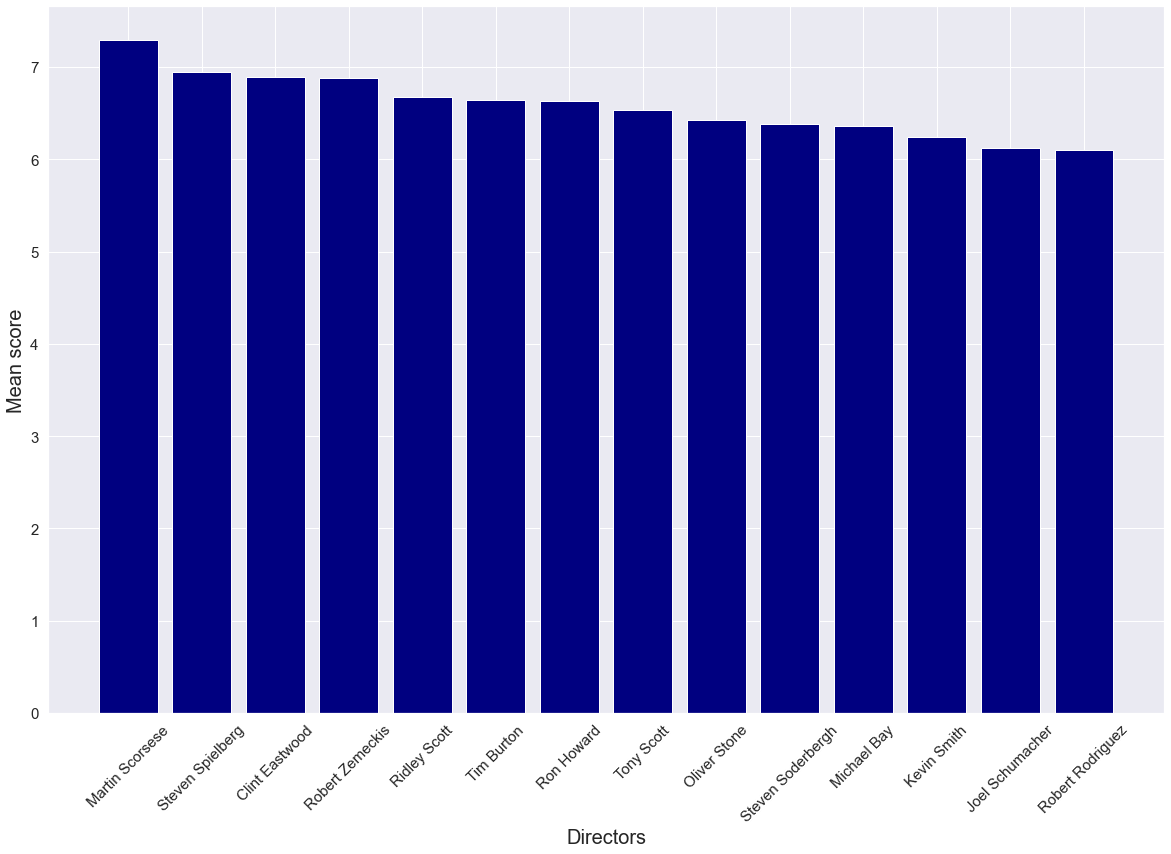 Mean score
7
6
5
4
3
2
1
0
Martin Scorsese
Steven Spielberg
Clint Eastwood
Robert Zemeckis
Ridley Scott
Tim Burton
Ron Howard
Tony Scott
Oliver Stone
Steven Soderbergh
Michael Bay
Kevin Smith
Joel Schumacher
Robert Rodriguez
Directors